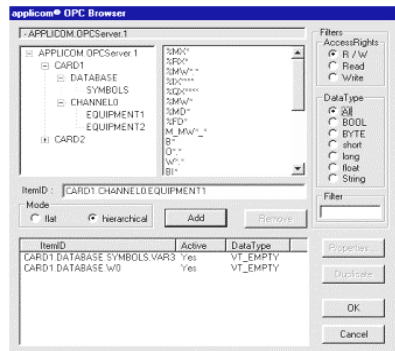 applicom® OPC Browser
- APPLICOM.OPCServer.1
APPLICOM.OPCServer.1
CARD1
DATABASE
SYMBOLS
CHANNEL0
EQUIPMENT1
EQUIPMENT2
CARD2
%MX*
%RX*
%MW*.*
%IX*.*
%QX*.*
%MW*
%MD*
%FD*
M_MW*_*
B*
O*.*
W*.*
BI*
Filters
AccessRights
R / W
Read
Write
DataType
All
BOOL
BYTE
short
long
float
String
Filter
ItemID : CARD1.CHANNEL0.EQUIPMENT1
Mode
flat
hierarchical
Add
Remove
ItemID Active DataType
CARD1.DATABASE.SYMBOLS.VAR3 Yes VT_EMPTY
CARD1.DATABASE.W0 Yes VT_EMPTY
Properties...
Duplicate
OK
Cancel